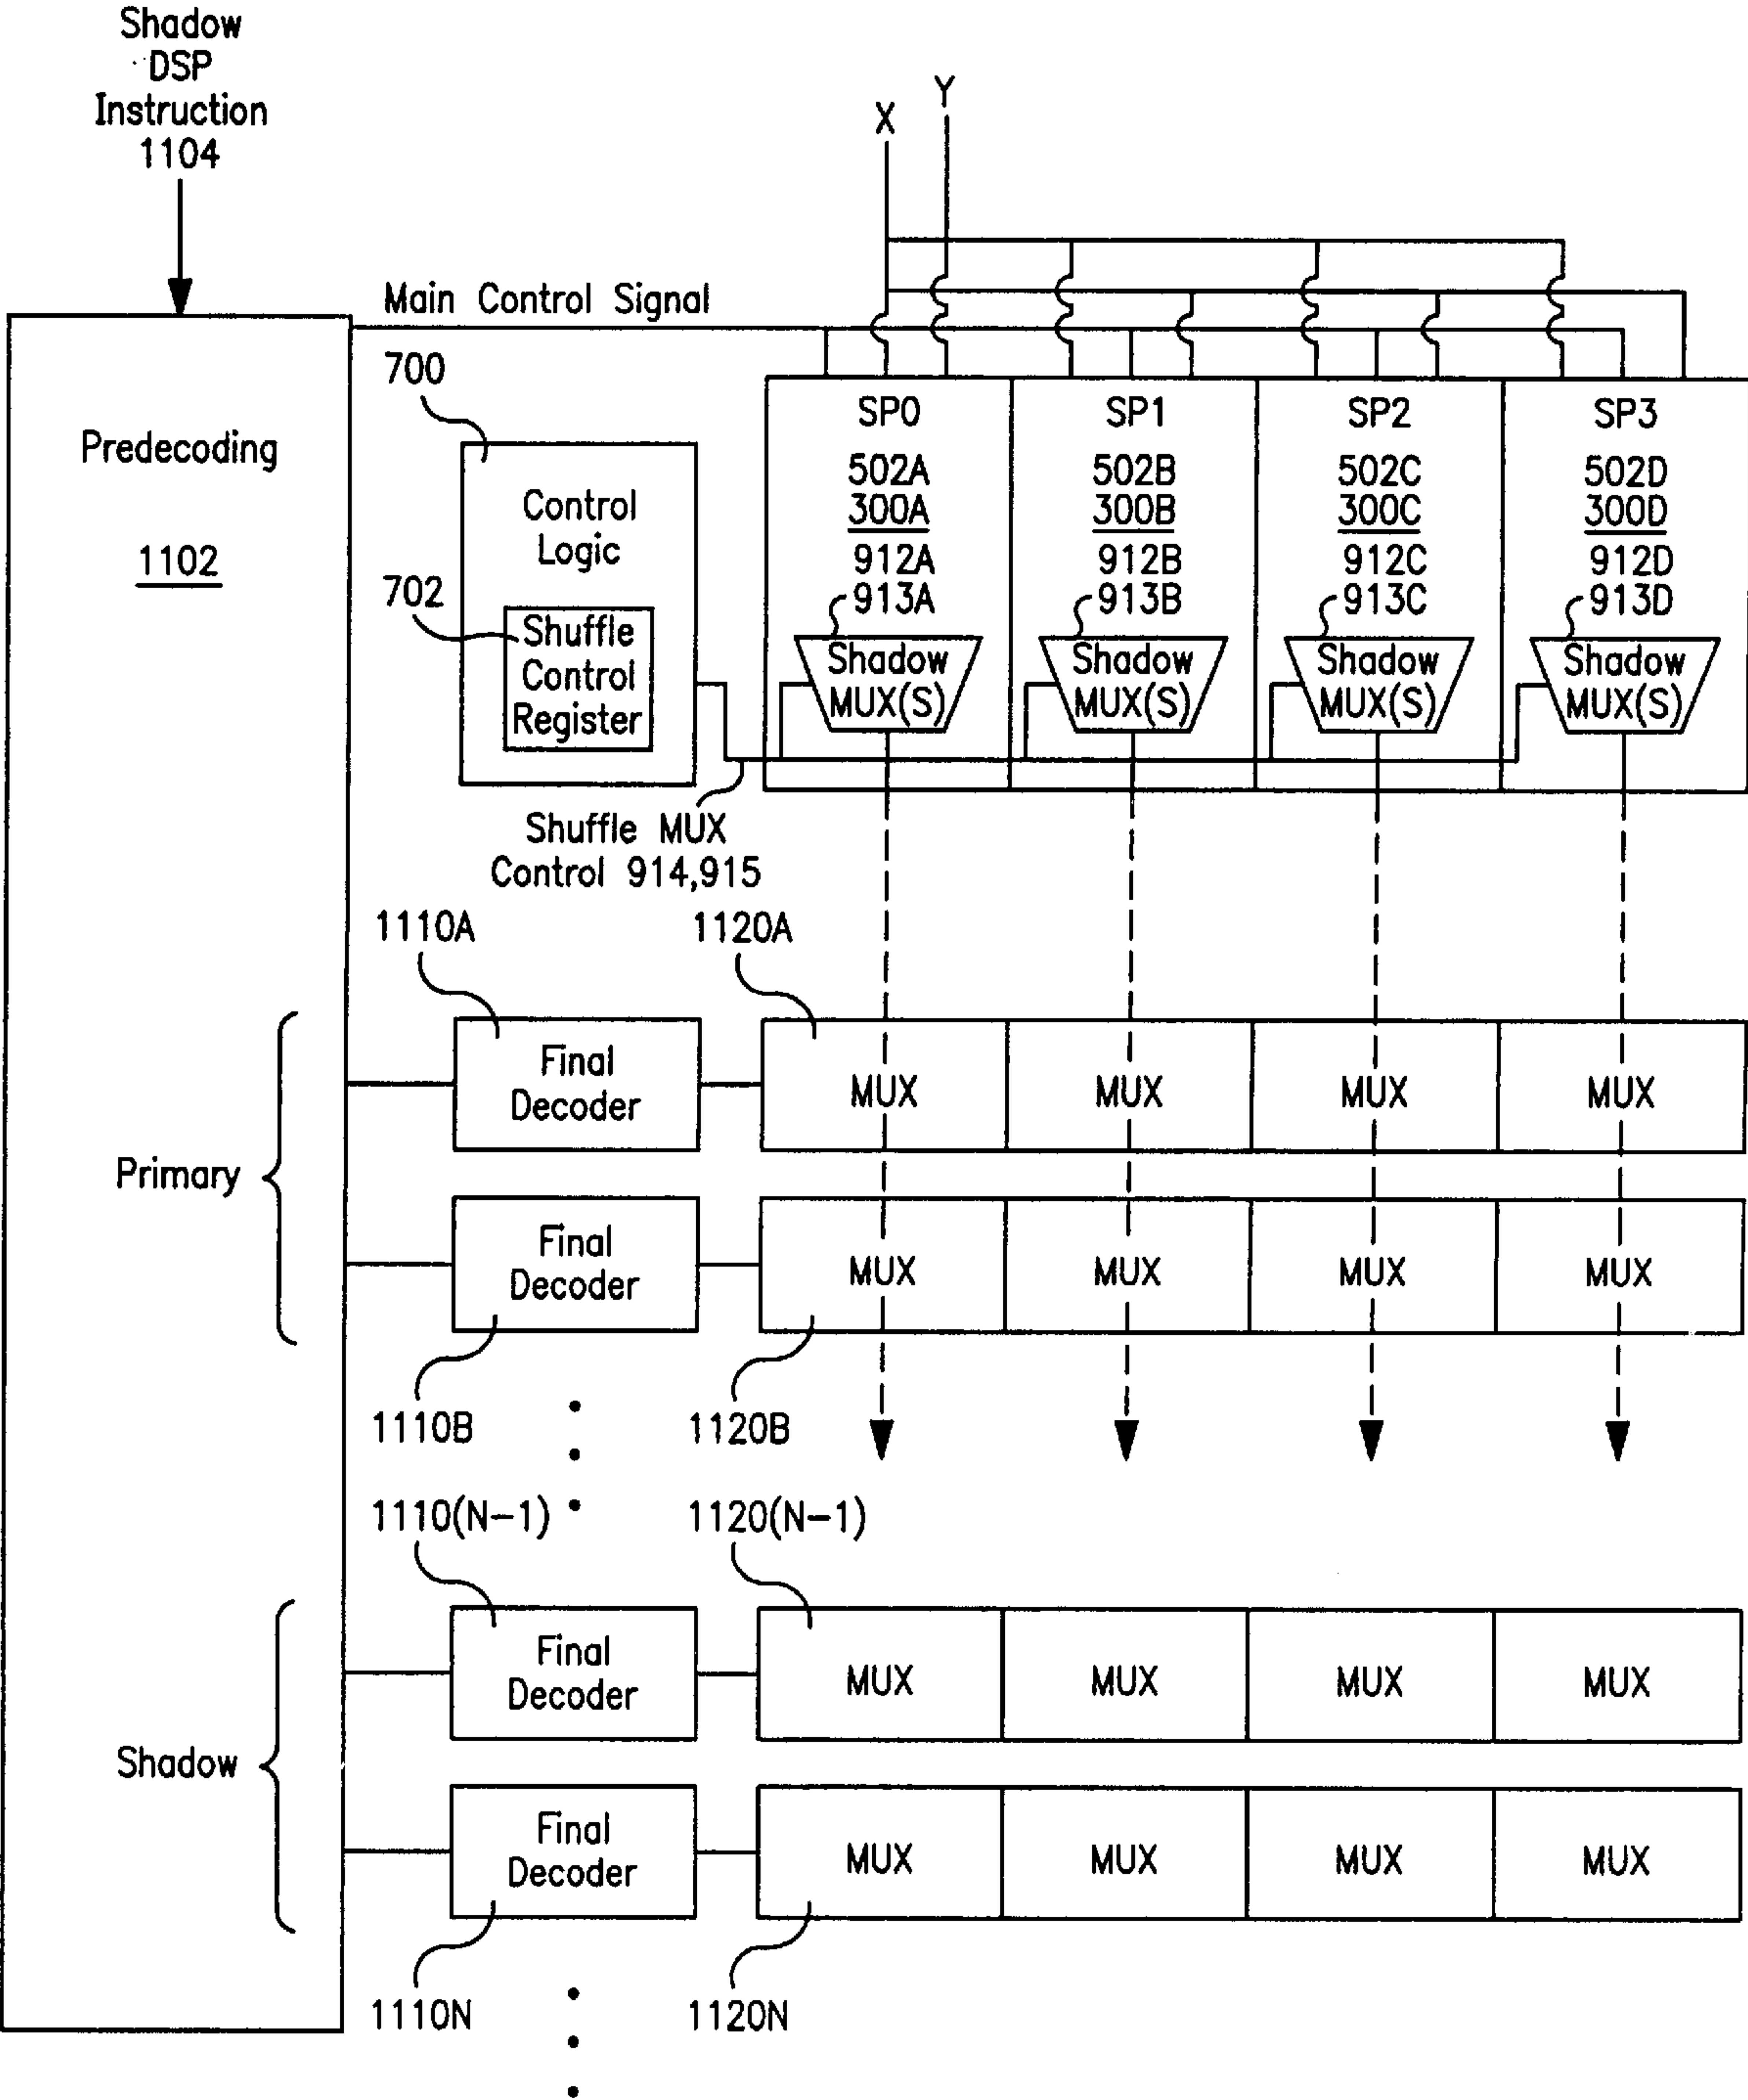 Shadow
DSP
Instruction
1104
X
Y
Main Control Signal
Predecoding
1102
700
Control
Logic
702
Shuffle
Control
Register
SP0
502A
300A
912A
913A
Shadow
MUX(S)
SP1
502B
300B
912B
913B
Shadow
MUX(S)
SP2
502C
300C
912C
913C
Shadow
MUX(S)
SP3
502D
300D
912D
913D
Shadow
MUX(S)
Shuffle MUX
Control 914,915
1110A
1120A
Primary
Final
Decoder
MUX
MUX
MUX
MUX
Final
Decoder
MUX
MUX
MUX
MUX
1110B
1120B
1110(N-1)
1120(N-1)
Shadow
Final
Decoder
MUX
MUX
MUX
MUX
Final
Decoder
MUX
MUX
MUX
MUX
1110N
1120N